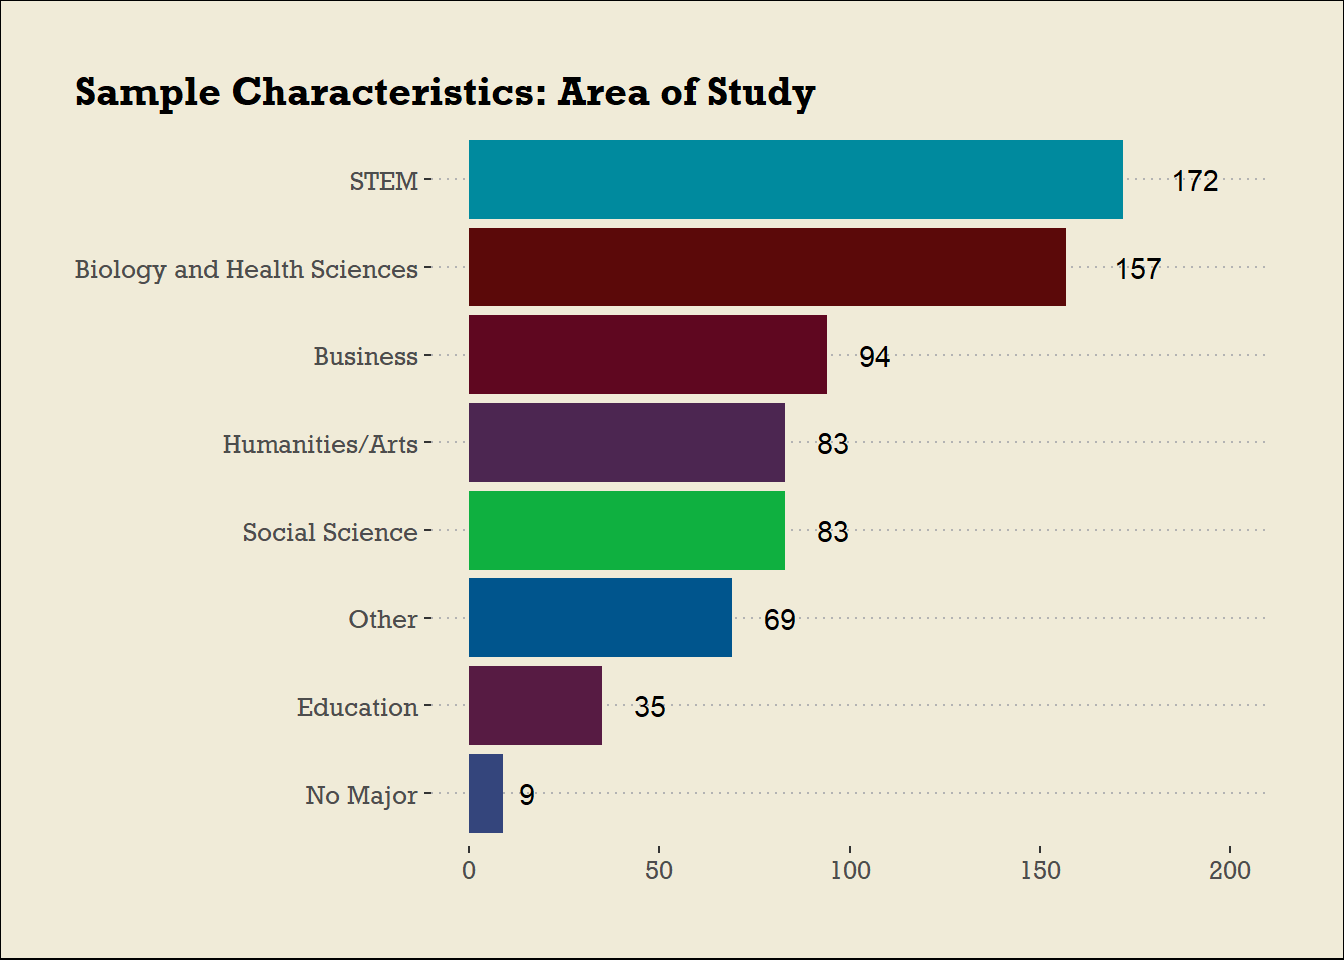 Sample Characteristics: Area of Study
STEM 172
Biology and Health Sciences 157
Business 94
Humanities/Arts 83
Social Science 83
Other 69
Education 35
No Major 9
0 50 100 150 200